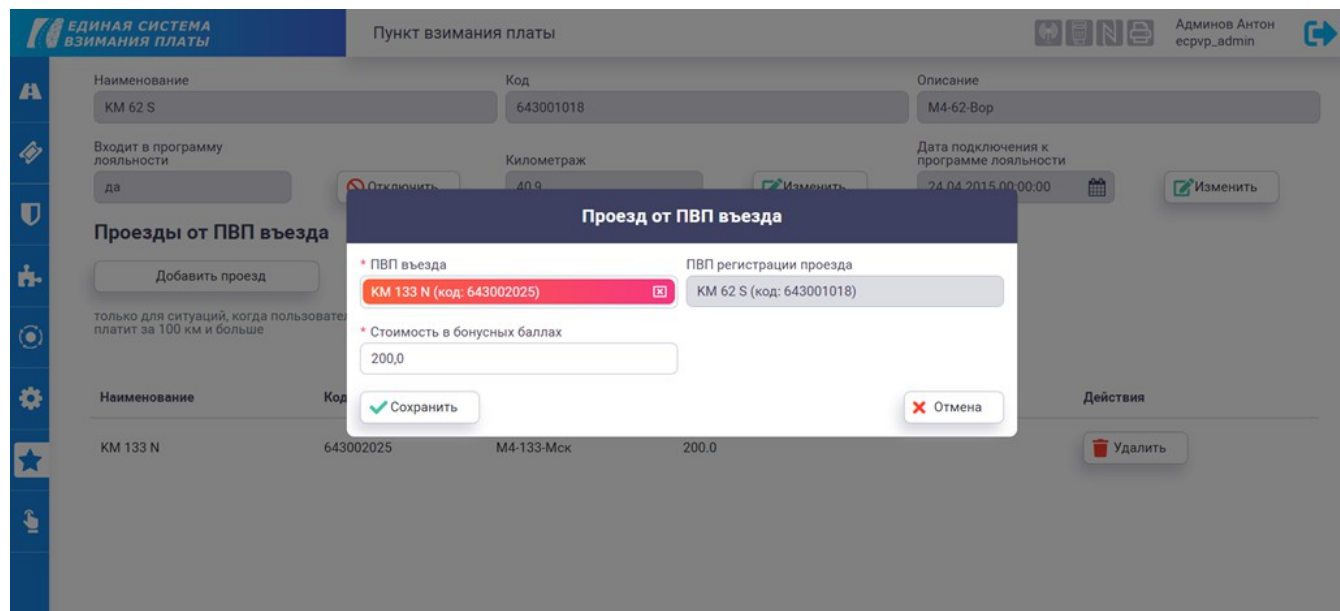 ЕДИНАЯ СИСТЕМА
ВЗИМАНИЯ ПЛАТЫ
Пункт взимания платы
Админов Антон
ecpvp_admin
Наименование
Код
Описание
KM 62 S
643001018
М4-62-Вор
Входит в программу
лояльности
Километраж
Дата подключения к
программе лояльности
да
Отключить
40.9
Изменить
24.04.2015 00:00:00
Изменить
Проезды от ПВП въезда
Добавить проезд
только для ситуаций, когда
платит за 100 км и больше
Проезд от ПВП въезда
* ПВП въезда
ПВП регистрации проезда
KM 133 N (код: 643002025)
KM 62 S (код: 643001018)
* Стоимость в бонусных баллах
200,0
Сохранить
Отмена
Наименование
Действия
KM 133 N
643002025
М4-133-Мск
200.0
Удалить